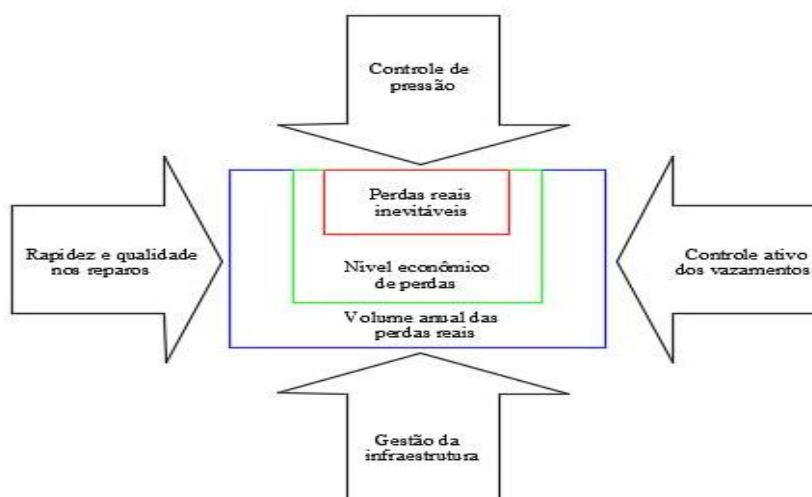 Controle de
pressão
Perdas reais
inevitáveis
Rapidez e qualidade
nos reparos
Nível econômico
de perdas
Controle ativo
dos vazamentos
Volume anual das
perdas reais
Gestão da
infraestrutura